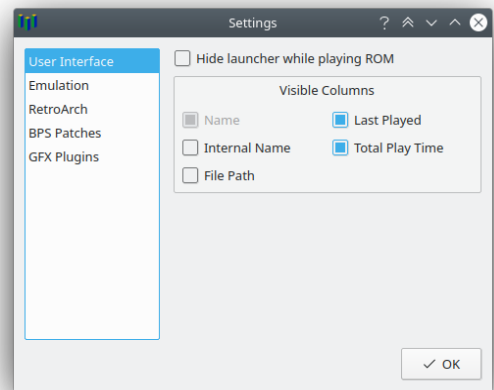 Settings
User Interface
Emulation
RetroArch
BPS Patches
GFX Plugins
Hide launcher while playing ROM
Visible Columns
Name
Last Played
Internal Name
Total Play Time
File Path
OK